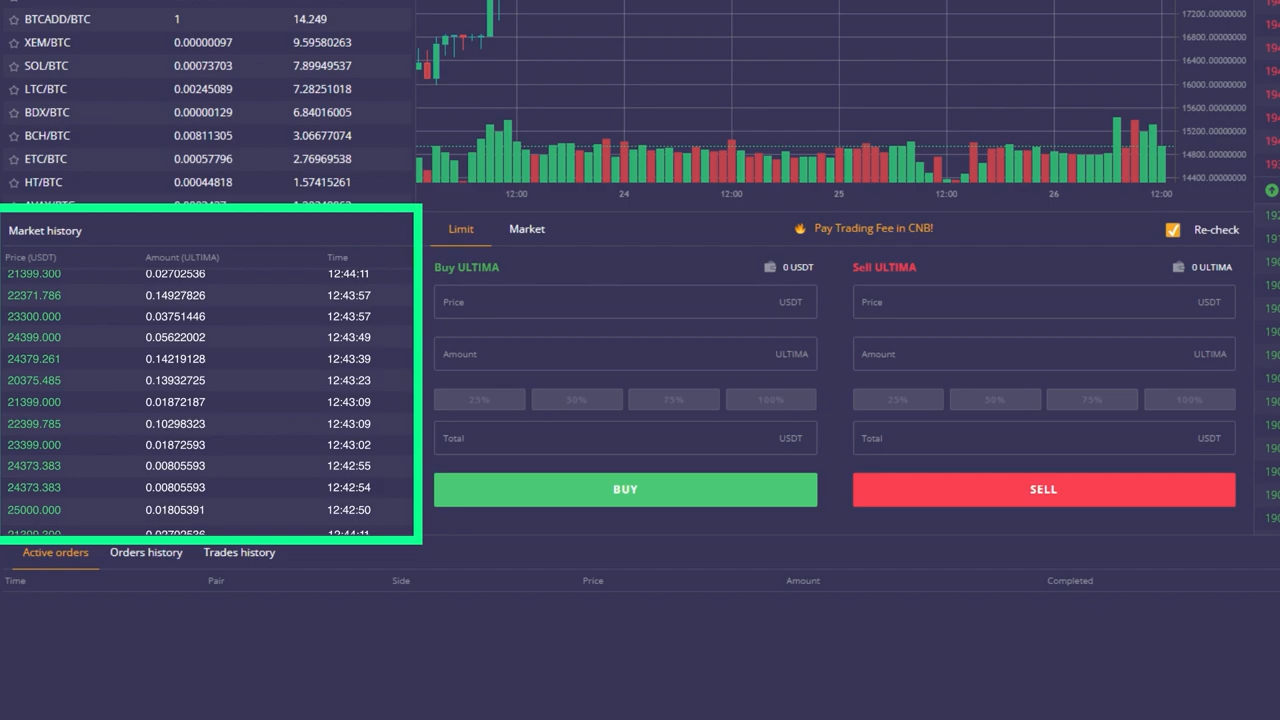 BTCADD/BTC 1 14.249
XEM/BTC 0.00000097 9.59580263
SOL/BTC 0.00073703 7.89949537
LTC/BTC 0.00245089 7.28251018
BDX/BTC 0.00000129 6.84016005
BCH/BTC 0.00811305 3.06677074
ETC/BTC 0.00057796 2.76969538
HT/BTC 0.00044818 1.57415261
17200.00000000
16800.00000000
16400.00000000
16000.00000000
15600.00000000
15200.00000000
14800.00000000
14400.00000000
12:00 24 12:00 25 12:00 26 12:00
Market history
Price (USDT) Amount (ULTIMA) Time
21399.300 0.02702536 12:44:11
22371.786 0.14927826 12:43:57
23300.000 0.03751446 12:43:57
24399.000 0.05622002 12:43:49
24379.261 0.14219128 12:43:39
20375.485 0.13932725 12:43:23
21399.000 0.01872187 12:43:09
22399.785 0.10298323 12:43:09
23399.000 0.01872593 12:43:02
24373.383 0.00805593 12:42:55
24373.383 0.00805593 12:42:54
25000.000 0.01805391 12:42:50
Limit Market Pay Trading Fee in CNB! Re-check
Buy ULTIMA 0 USDT
Price USDT
Amount ULTIMA
25% 50% 75% 100%
Total USDT
BUY
Sell ULTIMA 0 ULTIMA
Price USDT
Amount ULTIMA
25% 50% 75% 100%
Total USDT
SELL
Active orders Orders history Trades history
Time Pair Side Price Amount Completed